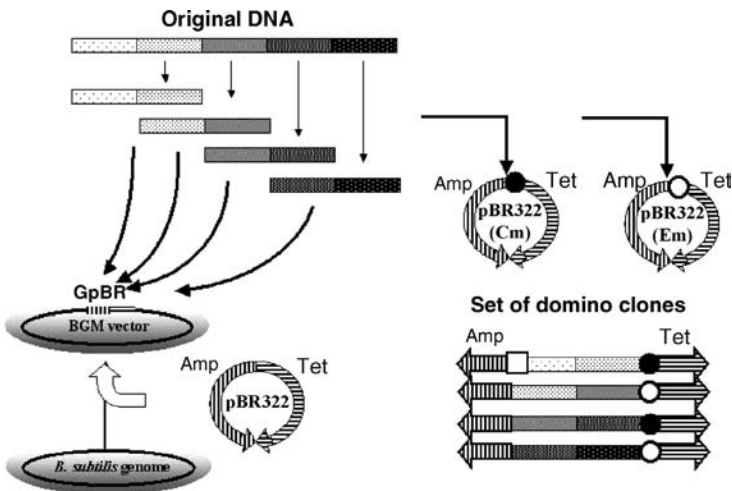 Original DNA
Amp
Tet
pBR322
(Cm)
Amp
Tet
pBR322
(Em)
GpBR
BGM vector
Set of domino clones
Amp
Tet
Amp
Tet
pBR322
B. subtilis genome